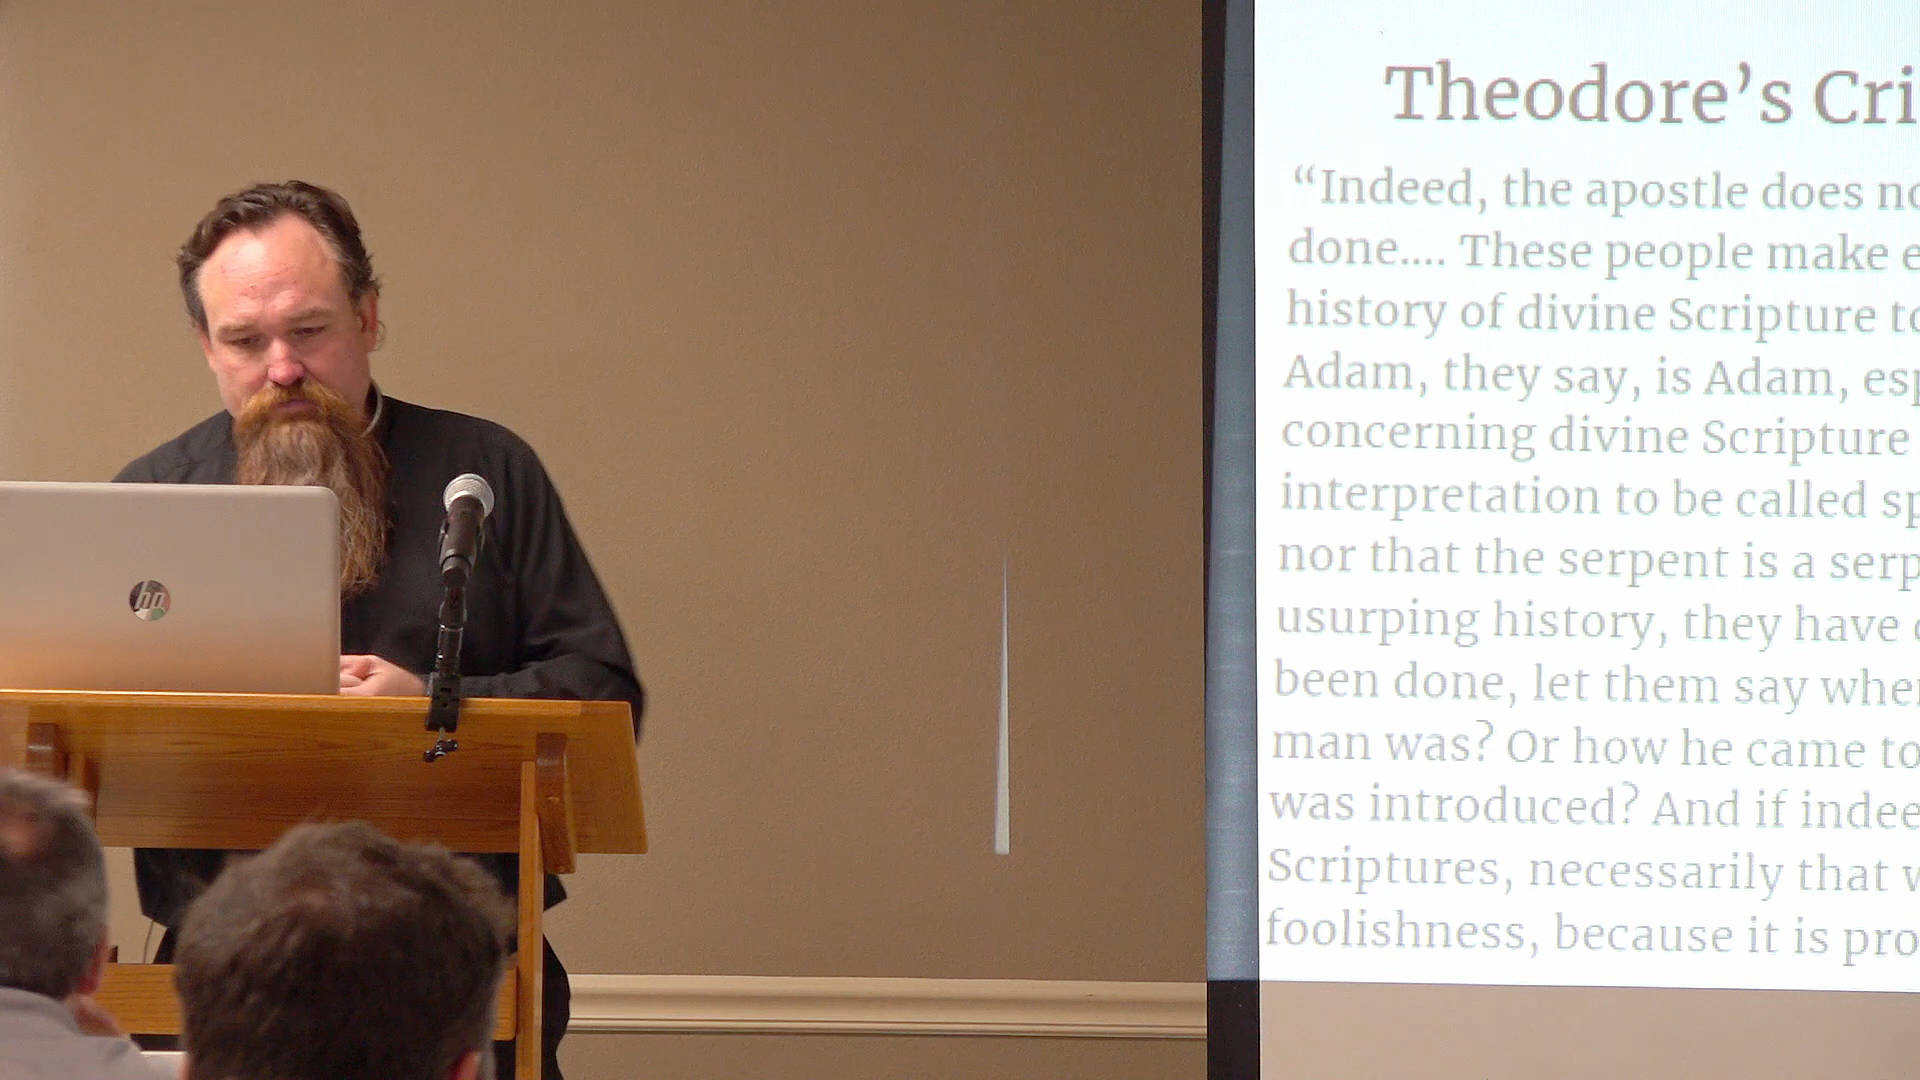 hp
Theodore's Cri
“Indeed, the apostle does no
done.... These people make e
history of divine Scripture to
Adam, they say, is Adam, esp
concerning divine Scripture
interpretation to be called sp
nor that the serpent is a serp
usurping history, they have
been done, let them say wher
man was? Or how he came to
was introduced? And if indee
Scriptures, necessarily that w
foolishness, because it is pro